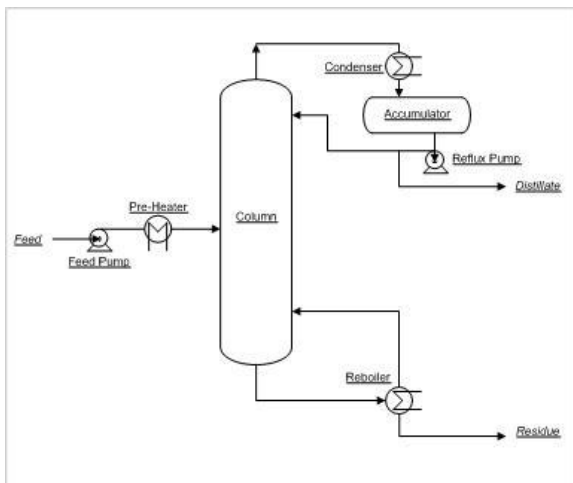 Condenser
Accumulator
Reflux Pump
Distillate
Pre-Heater
Column
Feed
Feed Pump
Reboiler
Residue